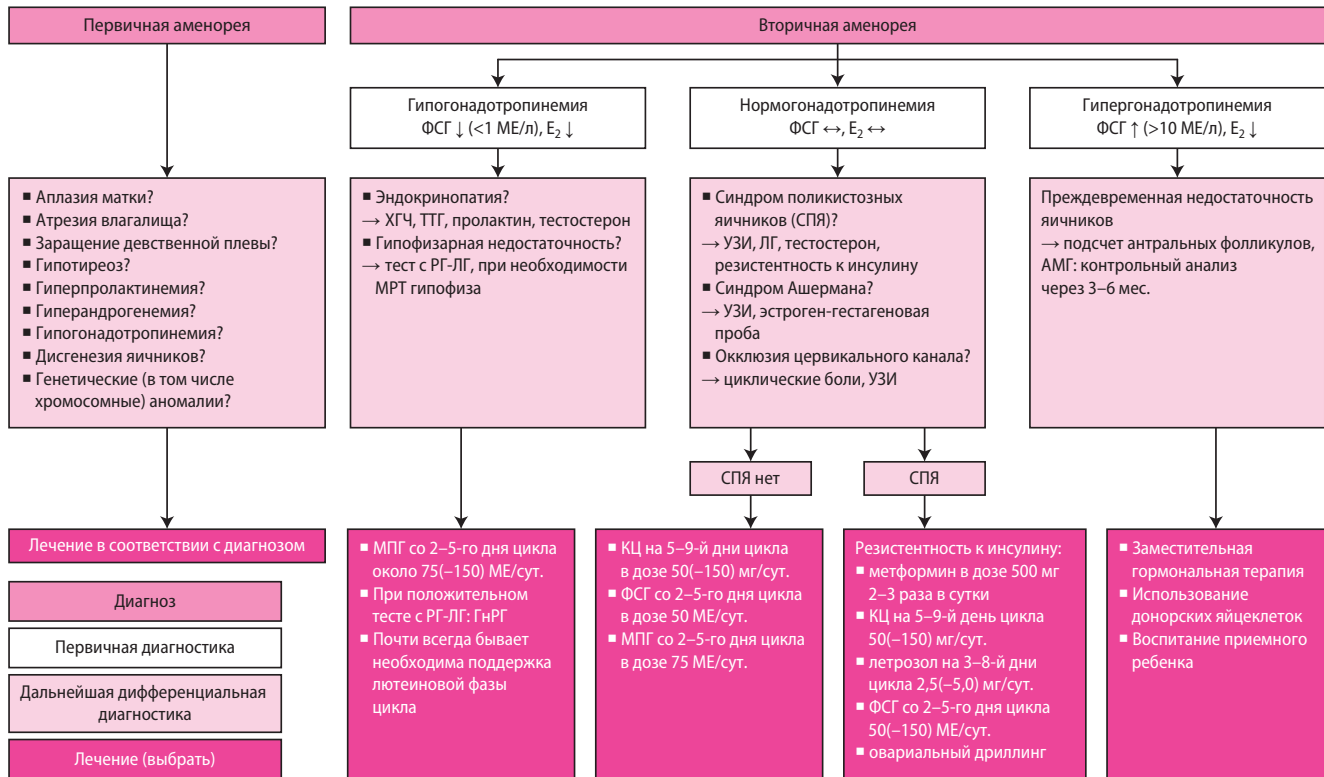 Первичная аменорея
Вторичная аменорея
Гипогонадотропинемия
ФСГ ↓ (<1 МЕ/л), E₂ ↓
Нормогонадотропинемия
ФСГ ↔, E₂ ↔
Гипергонадотропинемия
ФСГ ↑ (>10 МЕ/л), E₂ ↓
■ Аплазия матки?
■ Атрезия влагалища?
■ Заращение девственной плевы?
■ Гипотиреоз?
■ Гиперпролактинемия?
■ Гиперандрогенемия?
■ Гипогонадотропинемия?
■ Дисгенезия яичников?
■ Генетические (в том числе
хромосомные) аномалии?
■ Эндокринопатия?
→ ХГЧ, ТТГ, пролактин, тестостерон
■ Гипофизарная недостаточность?
→ тест с РГ-ЛГ, при необходимости
МРТ гипофиза
■ Синдром поликистозных
яичников (СПЯ)?
→ УЗИ, ЛГ, тестостерон,
резистентность к инсулину
■ Синдром Ашермана?
→ УЗИ, эстроген-гестагеновая
проба
■ Окклюзия цервикального канала?
→ циклические боли, УЗИ
Преждевременная недостаточность
яичников
→ подсчет антральных фолликулов,
АМГ: контрольный анализ
через 3–6 мес.
СПЯ нет
СПЯ
Лечение в соответствии с диагнозом
■ МПГ со 2–5-го дня цикла
около 75(–150) МЕ/сут.
■ При положительном
тесте с РГ-ЛГ: ГнРГ
■ Почти всегда бывает
необходима поддержка
лютеиновой фазы
цикла
■ КЦ на 5–9-й дни цикла
в дозе 50(–150) мг/сут.
■ ФСГ со 2–5-го дня цикла
в дозе 50 МЕ/сут.
■ МПГ со 2–5-го дня цикла
в дозе 75 МЕ/сут.
Резистентность к инсулину:
■ метформин в дозе 500 мг
2–3 раза в сутки
■ КЦ на 5–9-й день цикла
50(–150) мг/сут.
■ летрозол на 3–8-й дни
цикла 2,5(–5,0) мг/сут.
■ ФСГ со 2–5-го дня цикла
50(–150) МЕ/сут.
■ овариальный дриллинг
■ Заместительная
гормональная терапия
■ Использование
донорских яйцеклеток
■ Воспитание приемного
ребенка
Диагноз
Первичная диагностика
Дальнейшая дифференциальная
диагностика
Лечение (выбрать)